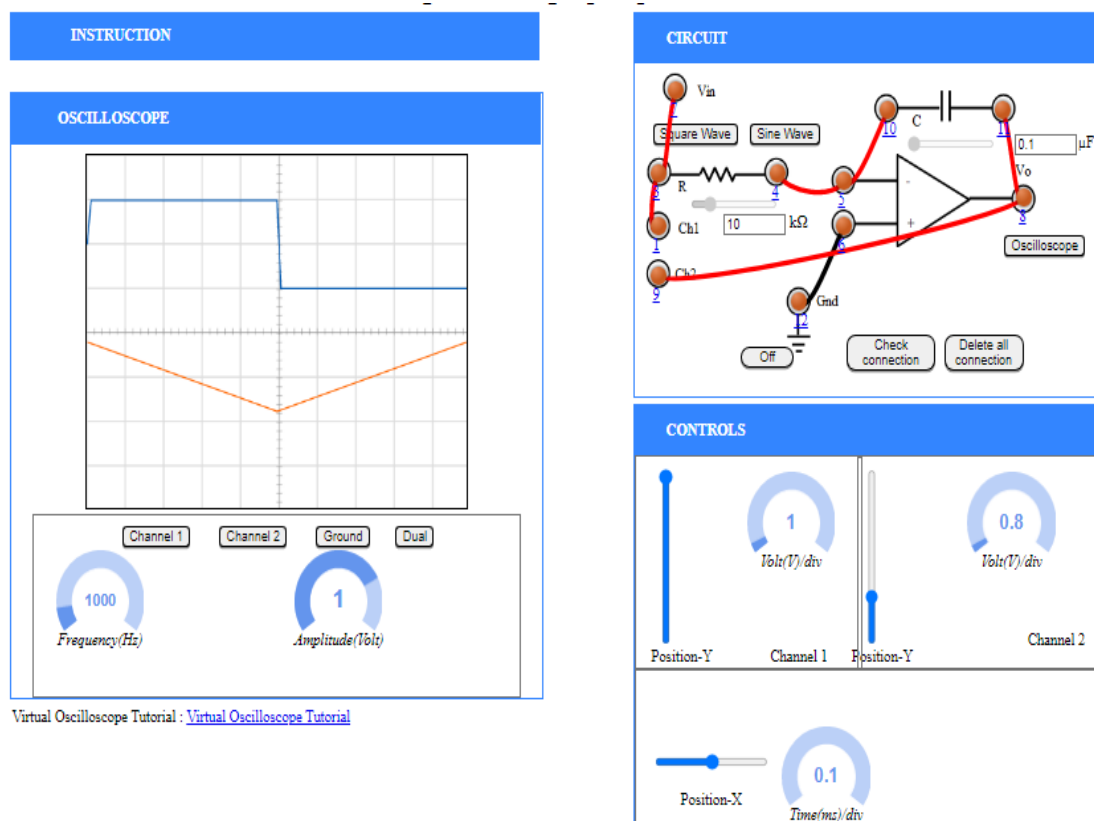 INSTRUCTION
OSCILLOSCOPE
Channel 1 Channel 2 Ground Dual
1000
Frequency(Hz)
1
Amplitude(Volt)
Virtual Oscilloscope Tutorial : Virtual Oscilloscope Tutorial
CIRCUIT
Vin
Square Wave Sine Wave
10 C 11
0.1 µF
Vo
3 R 4 5 - 8
1 Ch1 10 kΩ 6 +
Oscilloscope
Ch2
9
Gnd
12
Off
Check connection
Delete all connection
CONTROLS
1
Volt(V)/div
0.8
Volt(V)/div
Position-Y Channel 1
Position-Y Channel 2
0.1
Position-X
Time(ms)/div